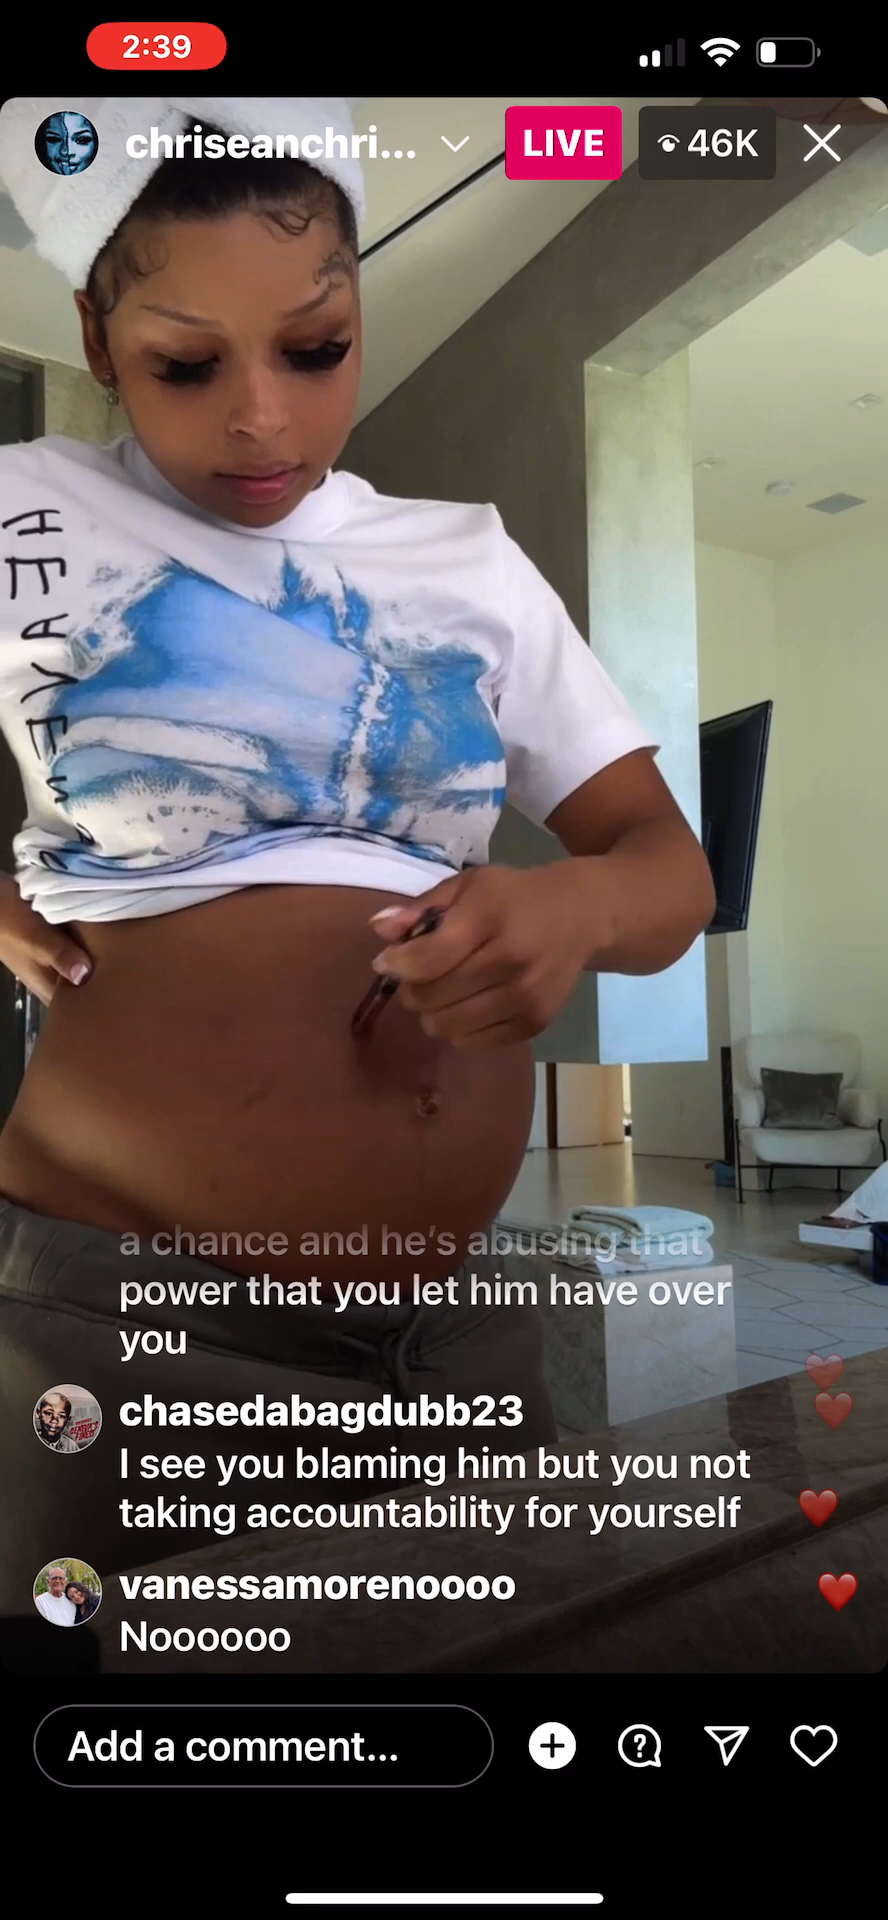 2:39
chriseanchri...
LIVE
46K
HEAVEN
a chance and he's abusing that
power that you let him have over
you
chasedabagdubb23
I see you blaming him but you not
taking accountability for yourself
vanessamorenoooo
Noooooo
Add a comment...